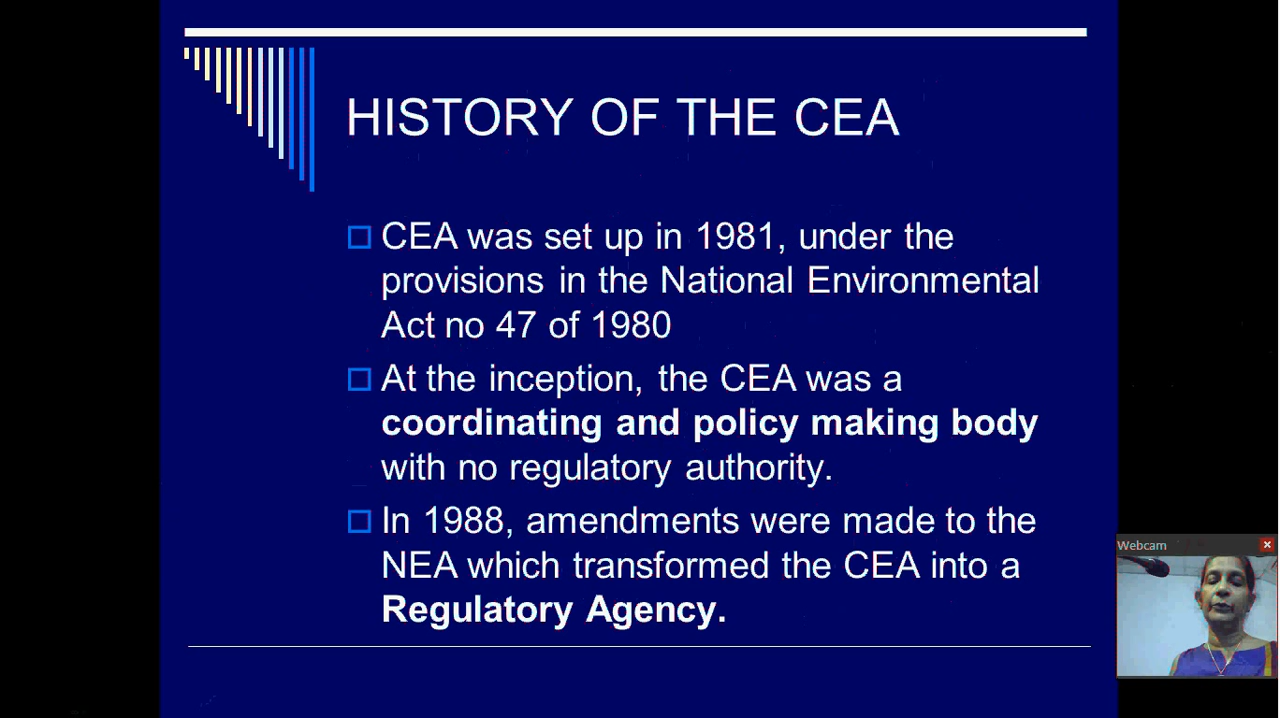 HISTORY OF THE CEA
CEA was set up in 1981, under the
provisions in the National Environmental
Act no 47 of 1980
At the inception, the CEA was a
coordinating and policy making body
with no regulatory authority.
In 1988, amendments were made to the
NEA which transformed the CEA into a
Regulatory Agency.
Webcam